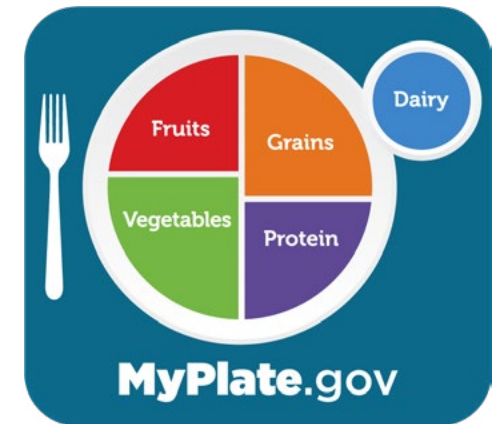 Dairy
Fruits
Grains
Vegetables
Protein
MyPlate.gov